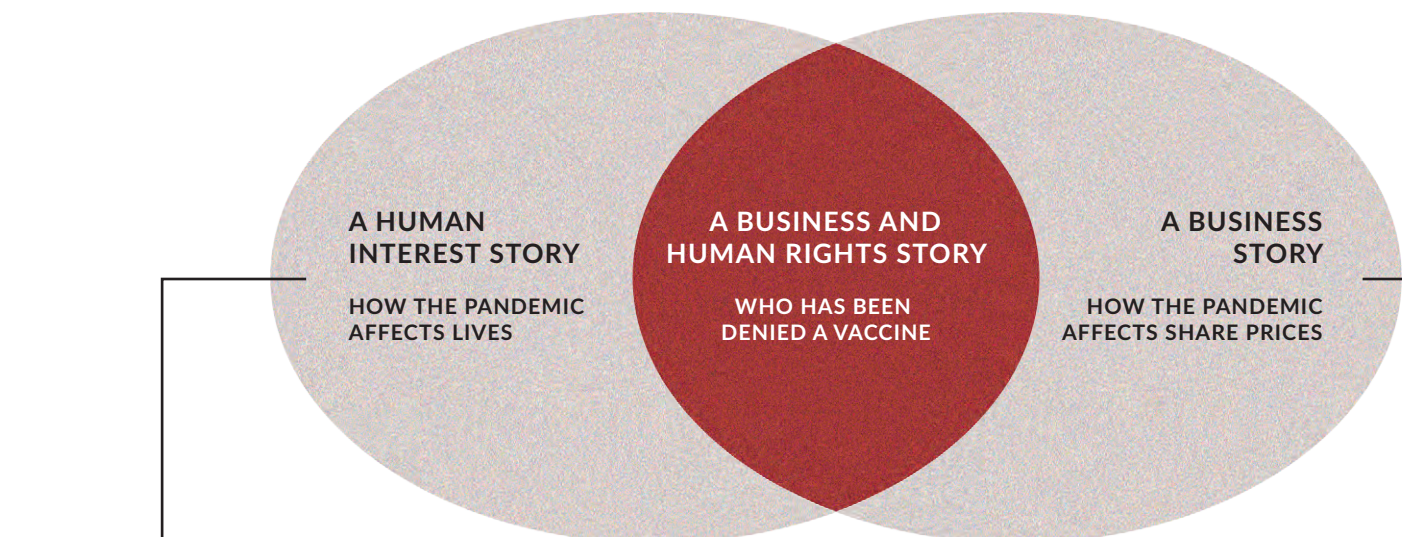 A HUMAN
INTEREST STORY
HOW THE PANDEMIC
AFFECTS LIVES
A BUSINESS AND
HUMAN RIGHTS STORY
WHO HAS BEEN
DENIED A VACCINE
A BUSINESS
STORY
HOW THE PANDEMIC
AFFECTS SHARE PRICES